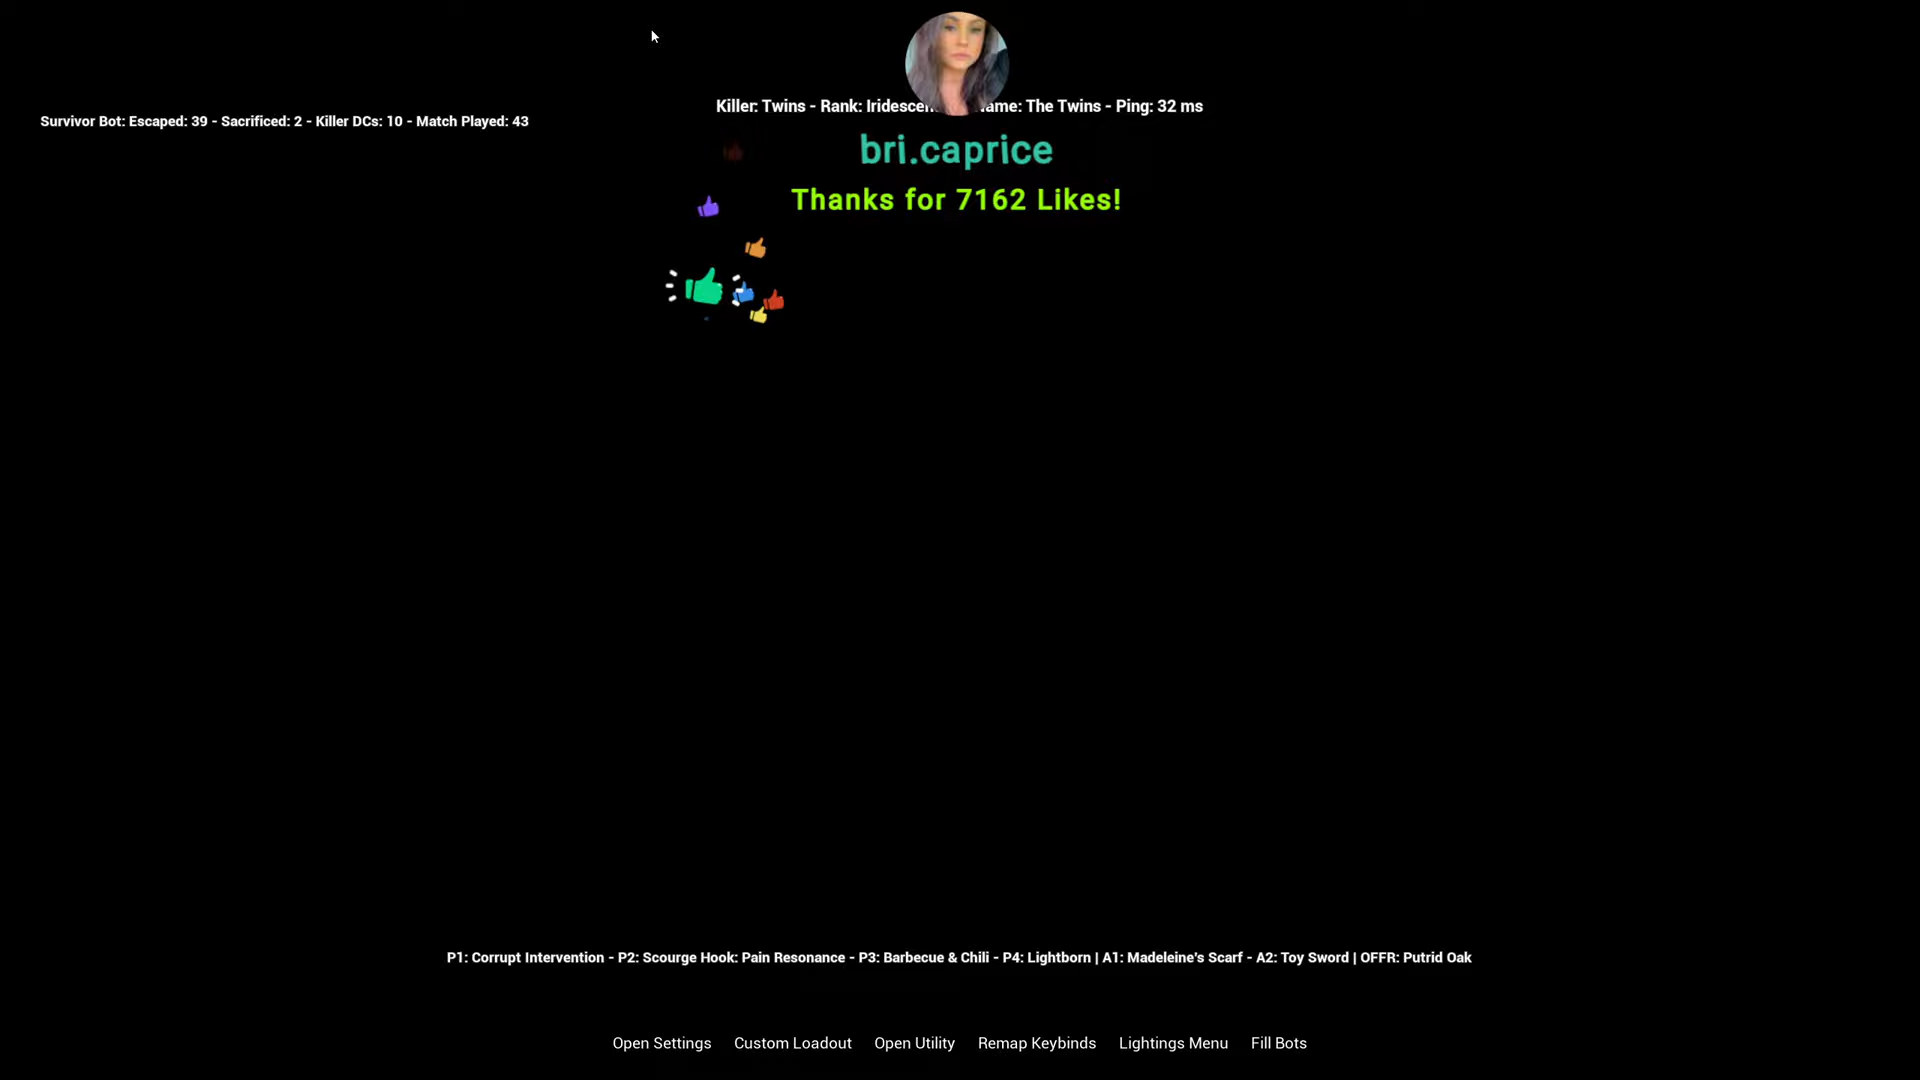 Killer: Twins - Rank: Iridescen ame: The Twins - Ping: 32 ms
Survivor Bot: Escaped: 39 - Sacrificed: 2 - Killer DCs: 10 - Match Played: 43
bri.caprice
Thanks for 7162 Likes!
P1: Corrupt Intervention - P2: Scourge Hook: Pain Resonance - P3: Barbecue & Chili - P4: Lightborn | A1: Madeleine's Scarf - A2: Toy Sword | OFFR: Putrid Oak
Open Settings Custom Loadout Open Utility Remap Keybinds Lightings Menu Fill Bots